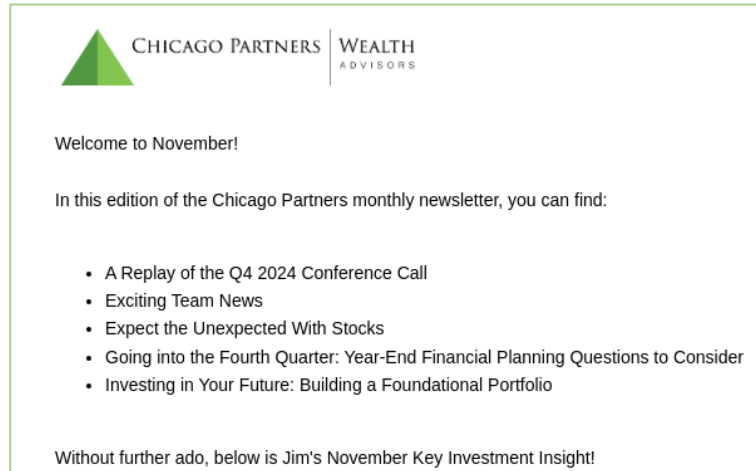 CHICAGO PARTNERS WEALTH
ADVISORS
Welcome to November!
In this edition of the Chicago Partners monthly newsletter, you can find:
• A Replay of the Q4 2024 Conference Call
• Exciting Team News
• Expect the Unexpected With Stocks
• Going into the Fourth Quarter: Year-End Financial Planning Questions to Consider
• Investing in Your Future: Building a Foundational Portfolio
Without further ado, below is Jim's November Key Investment Insight!